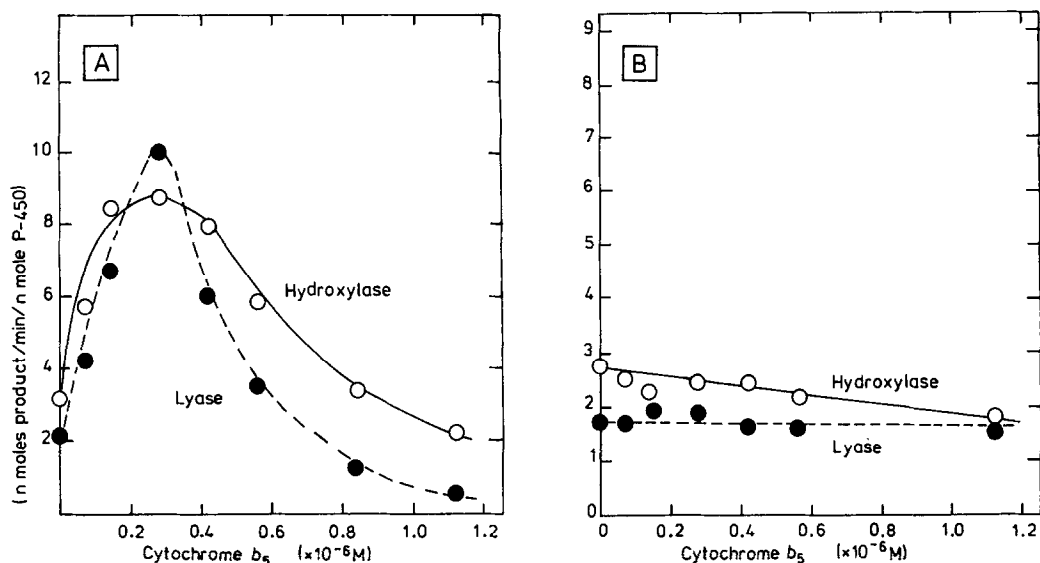 A
(n moles product/min/n mole P-450)
12
10
8
6
4
2
Hydroxylase
Lyase
0.2 0.4 0.6 0.8 1.0 1.2
Cytochrome b5 (×10-6M)
B
9
8
7
6
5
4
3
2
1
0
Hydroxylase
Lyase
0 0.2 0.4 0.6 0.8 1.0 1.2
Cytochrome b5 (×10-6M)